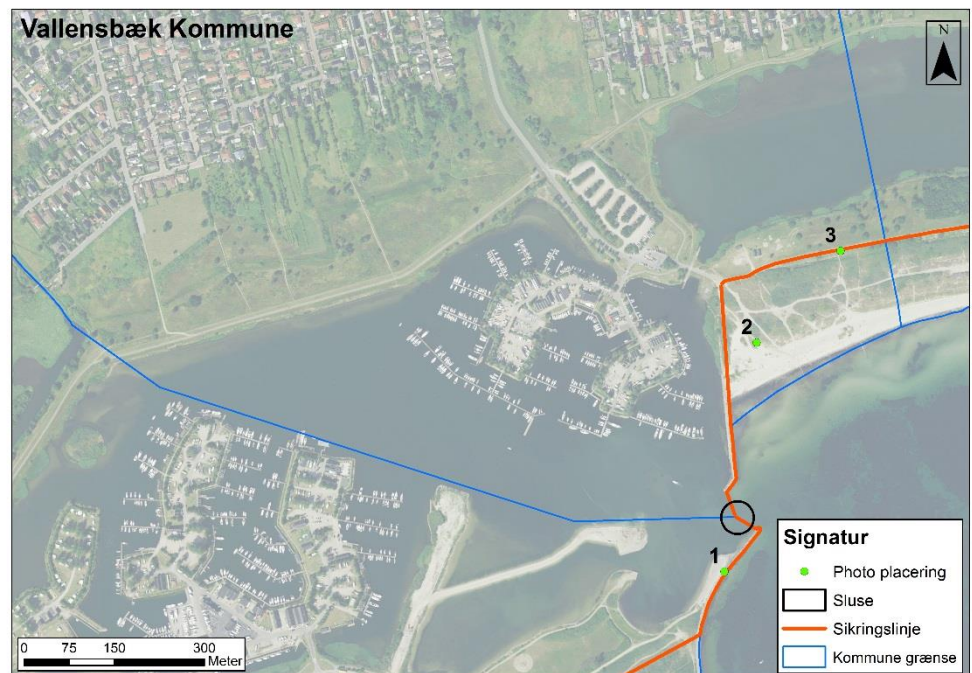 Vallensbæk Kommune
N
3
2
1
Signatur
Photo placering
Sluse
Sikringslinje
Kommune grænse
0 75 150 300
Meter